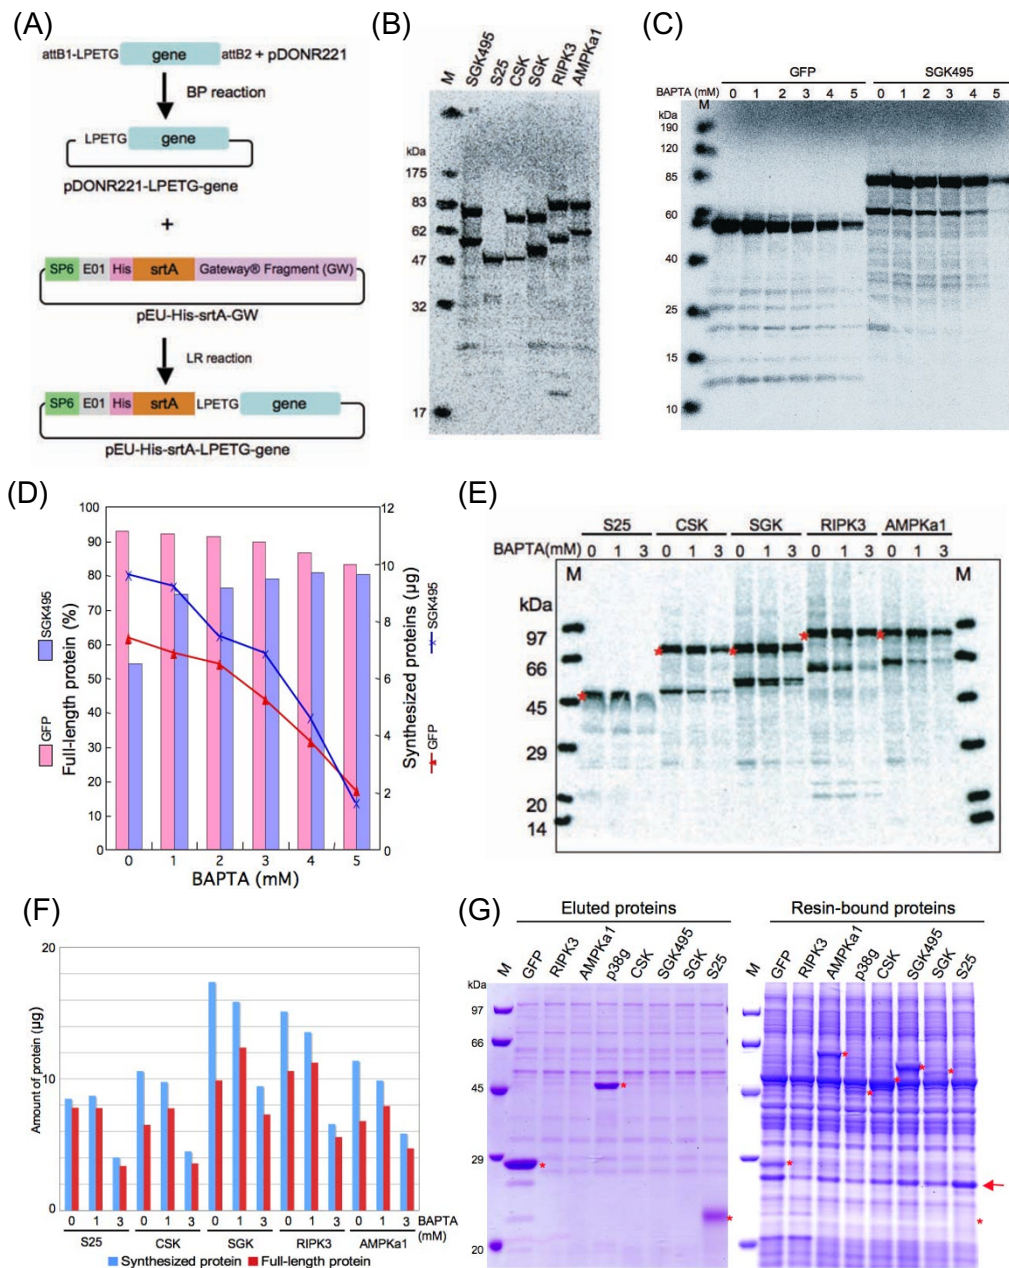 (A)
attB1-LPETG gene attB2 + pDONR221
BP reaction
LPETG gene
pDONR221-LPETG-gene
+
SP6 E01 His srtA Gateway® Fragment (GW)
pEU-His-srtA-GW
LR reaction
SP6 E01 His srtA LPETG gene
pEU-His-srtA-LPETG-gene
(B)
M SGK495 S25 CSK SGK RIPK3 AMPKa1
kDa
175
83
62
47
32
17
(C)
GFP SGK495
BAPTA (mM) 0 1 2 3 4 5 0 1 2 3 4 5
M
kDa
190
120
85
60
40
25
15
10
(D)
100
90
80
70
60
50
40
30
20
10
0
12
10
8
6
4
2
0
Full-length protein (%)
SGK495
GFP
Synthesized proteins (µg)
SGK495
GFP
0 1 2 3 4 5
BAPTA (mM)
(E)
S25 CSK SGK RIPK3 AMPKa1
BAPTA(mM) 0 1 3 0 1 3 0 1 3 0 1 3 0 1 3
M M
kDa
97
66
45
29
20
14
(F)
20
10
0
Amount of protein (µg)
0 1 3 0 1 3 0 1 3 0 1 3 0 1 3 BAPTA
(mM)
S25 CSK SGK RIPK3 AMPKa1
Synthesized protein Full-length protein
(G)
Eluted proteins
M GFP RIPK3 AMPKa1 p38g CSK SGK495 SGK S25
kDa
97
66
45
29
20
Resin-bound proteins
M GFP RIPK3 AMPKa1 p38g CSK SGK495 SGK S25
kDa
97
66
45
29
20